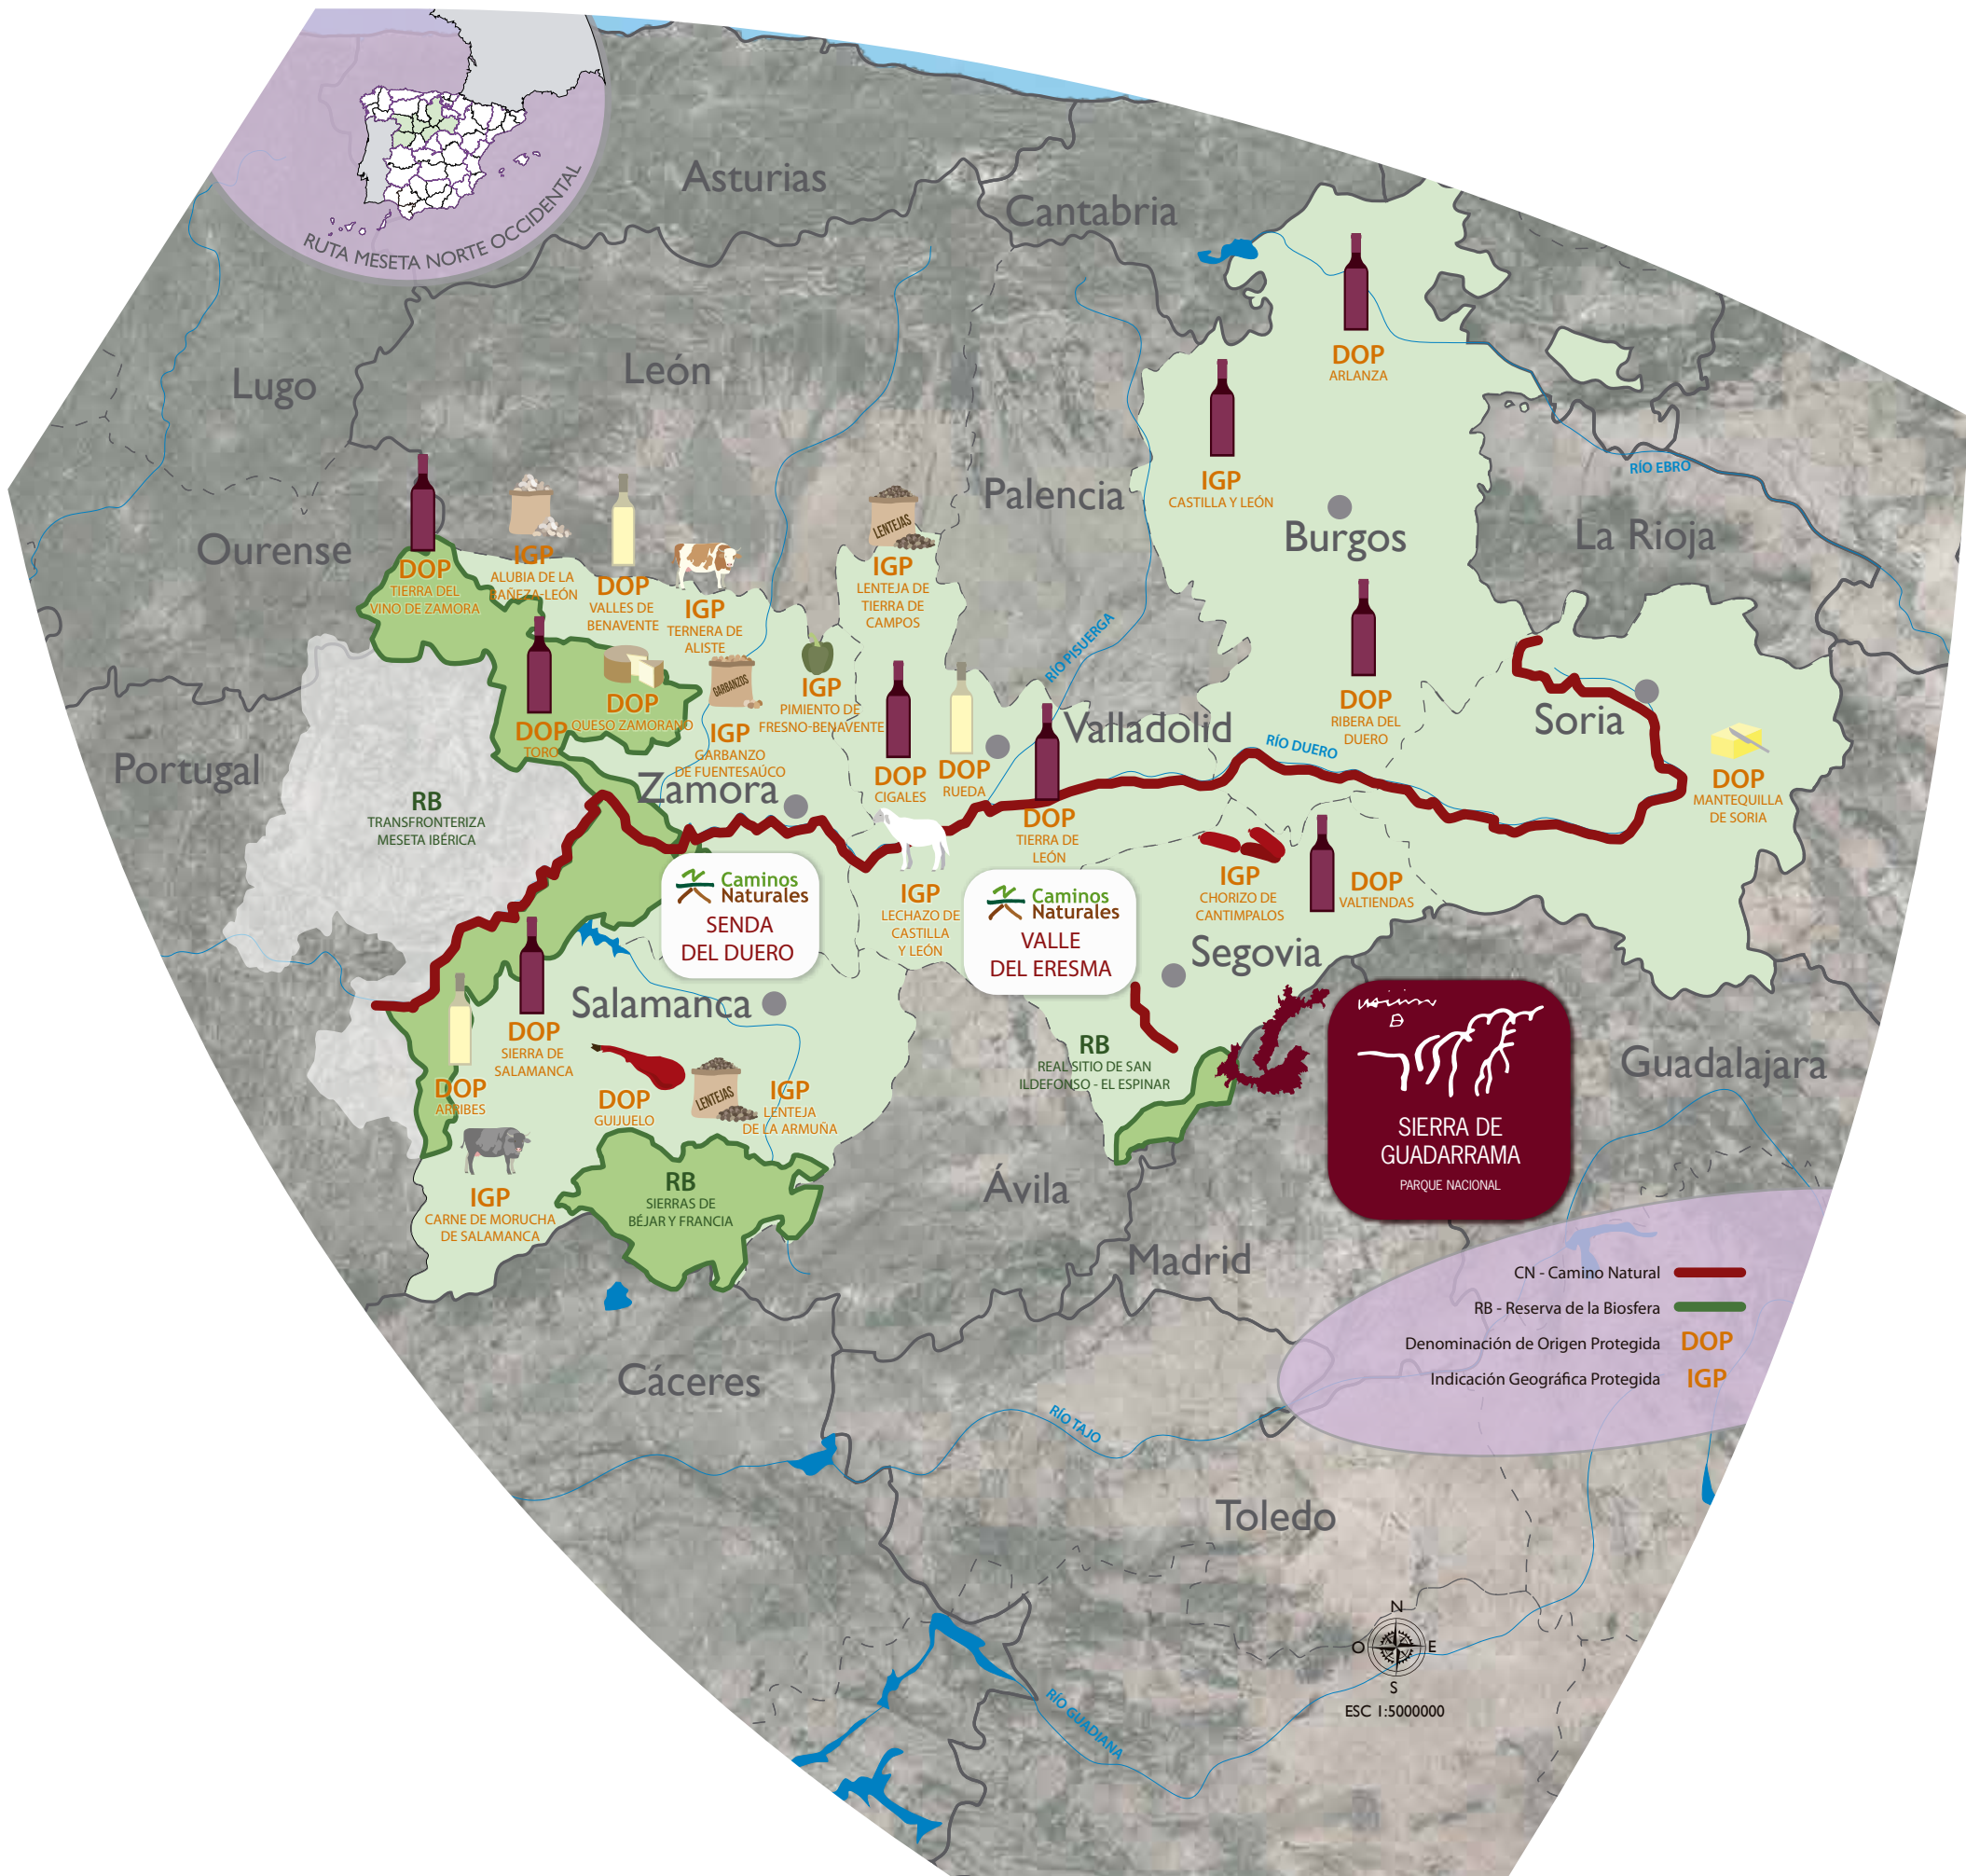 RUTA MESETA NORTE OCCIDENTAL
Asturias
Cantabria
Lugo
León
Palencia
Ourense
Burgos
La Rioja
Portugal
Zamora
Valladolid
Soria
Salamanca
Segovia
Ávila
Guadalajara
Madrid
Cáceres
Toledo
DOP
ARLANZA
IGP
CASTILLA Y LEÓN
RÍO EBRO
DOP
TIERRA DEL
VINO DE ZAMORA
IGP
ALUBIA DE LA
BAÑEZA-LEÓN
DOP
VALLES DE
BENAVENTE
IGP
TERNERA DE
ALISTE
LENTEJAS
IGP
LENTEJA DE
TIERRA DE
CAMPOS
RÍO PISUERGA
DOP
TORO
DOP
QUESO ZAMORANO
GARBANZOS
IGP
GARBANZO
DE FUENTESAÚCO
IGP
PIMIENTO DE
FRESNO-BENAVENTE
DOP
CIGALES
DOP
RUEDA
DOP
TIERRA DE
LEÓN
DOP
RIBERA DEL
DUERO
RÍO DUERO
DOP
MANTEQUILLA
DE SORIA
RB
TRANSFRONTERIZA
MESETA IBÉRICA
Caminos
Naturales
SENDA
DEL DUERO
IGP
LECHAZO DE
CASTILLA
Y LEÓN
Caminos
Naturales
VALLE
DEL ERESMA
IGP
CHORIZO DE
CANTIMPALOS
DOP
VALTIENDAS
DOP
SIERRA DE
SALAMANCA
DOP
ARRIBES
DOP
GUIJUELO
LENTEJAS
IGP
LENTEJA
DE LA ARMUÑA
RB
REAL SITIO DE SAN
ILDEFONSO - EL ESPINAR
SIERRA DE
GUADARRAMA
PARQUE NACIONAL
IGP
CARNE DE MORUCHA
DE SALAMANCA
RB
SIERRAS DE
BÉJAR Y FRANCIA
CN - Camino Natural
RB - Reserva de la Biosfera
Denominación de Origen Protegida DOP
Indicación Geográfica Protegida IGP
RÍO TAJO
RÍO GUADIANA
N
O E
S
ESC 1:5000000